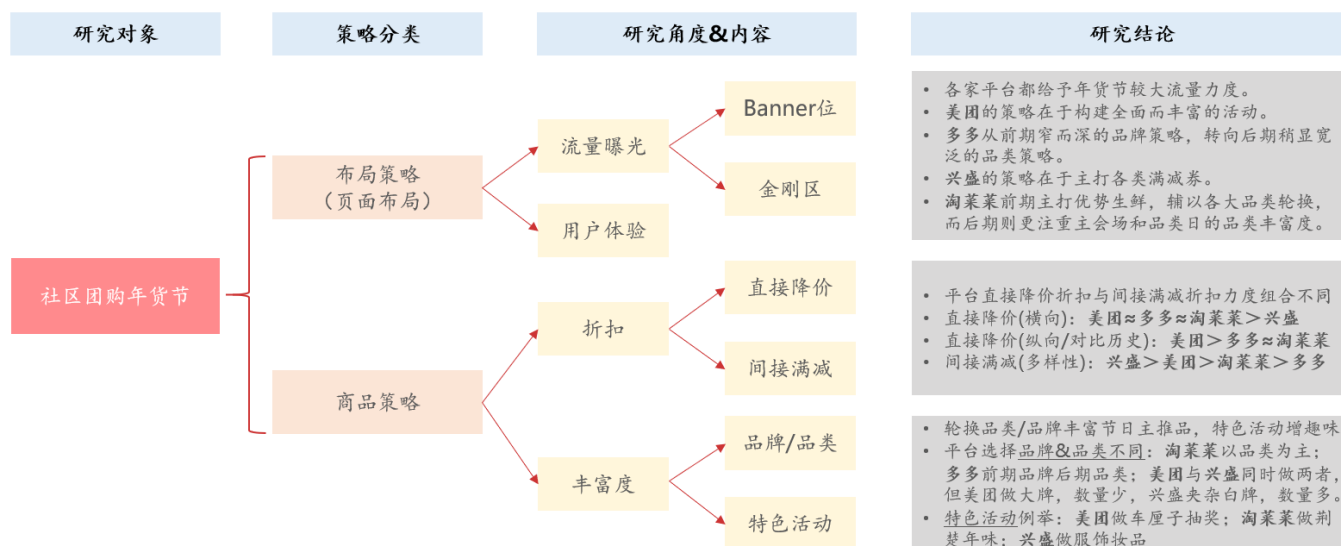 研究对象
策略分类
研究角度&内容
研究结论
社区团购年货节
布局策略
（页面布局）
商品策略
流量曝光
用户体验
折扣
丰富度
Banner位
金刚区
直接降价
间接满减
品牌/品类
特色活动
• 各家平台都给予年货节较大流量力度。
• 美团的策略在于构建全面而丰富的活动。
• 多多从前期窄而深的品牌策略，转向后期稍显宽
泛的品类策略。
• 兴盛的策略在于主打各类满减券。
• 淘菜菜前期主打优势生鲜，辅以各大品类轮换，
而后期则更注重主会场和品类日的品类丰富度。
• 平台直接降价折扣与间接满减折扣力度组合不同
• 直接降价(横向)：美团≈多多≈淘菜菜＞兴盛
• 直接降价(纵向/对比历史)：美团＞多多≈淘菜菜
• 间接满减(多样性)：兴盛＞美团＞淘菜菜＞多多
• 轮换品类/品牌丰富节日主推品，特色活动增趣味
• 平台选择品牌&品类不同：淘菜菜以品类为主；
多多前期品牌后期品类；美团与兴盛同时做两者，
但美团做大牌，数量少，兴盛夹杂白牌，数量多。
• 特色活动例举：美团做车厘子抽奖；淘菜菜做荆
楚年味；兴盛做服饰妆品